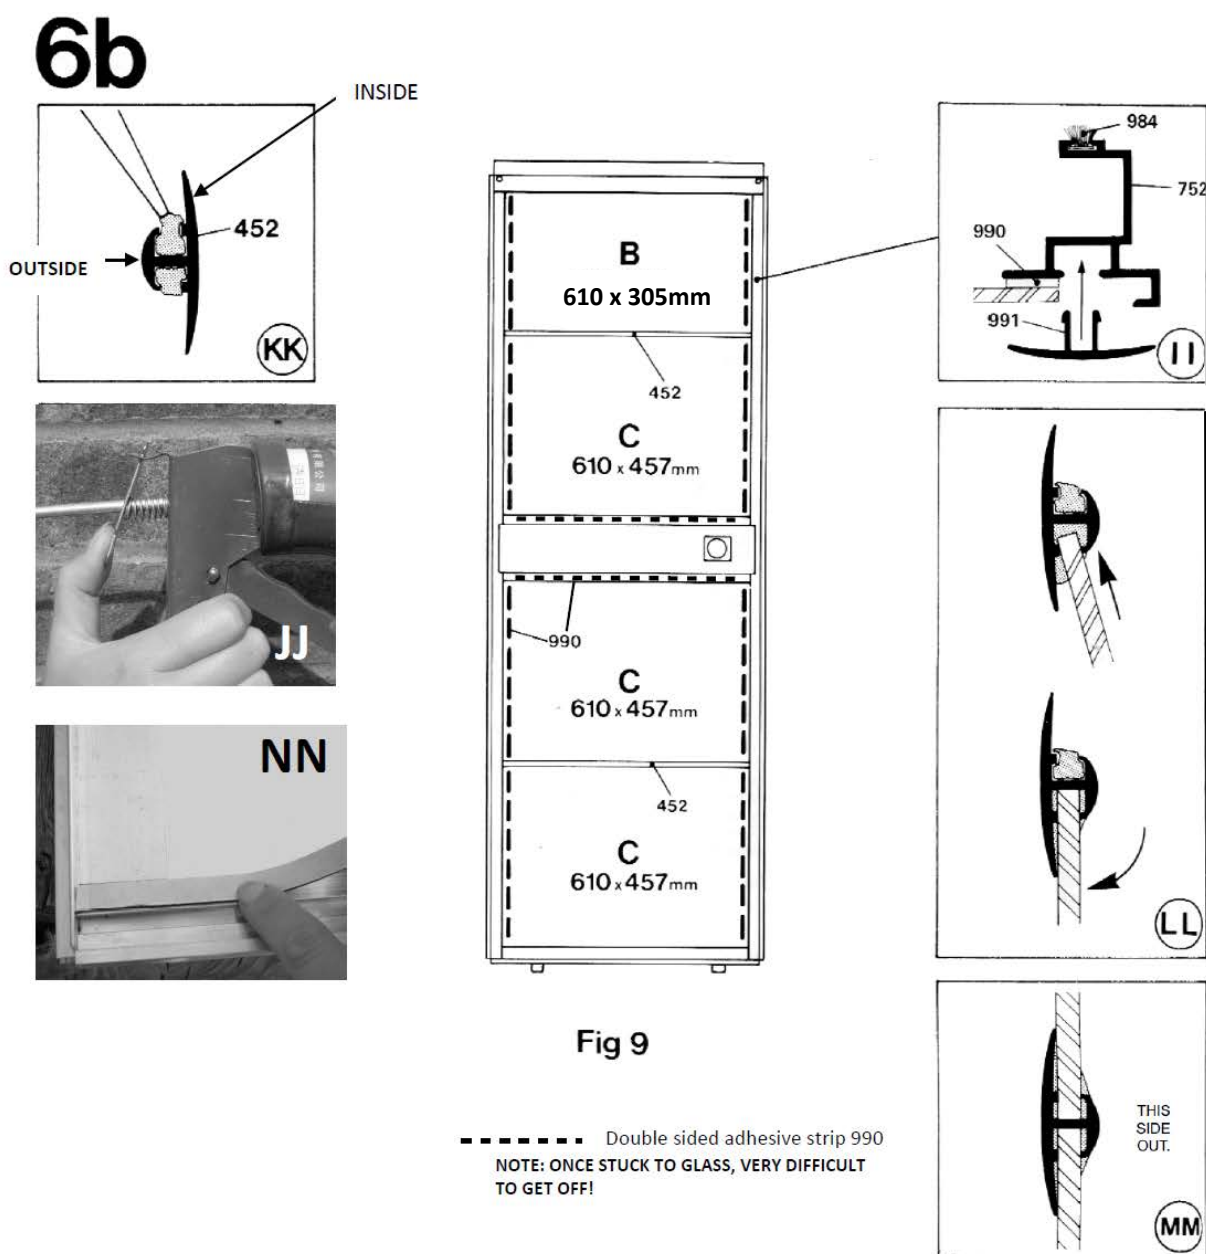 6b
INSIDE
452
OUTSIDE
KK
JJ
NN
B
610 x 305mm
452
C
610 x 457mm
990
C
610 x 457mm
452
C
610 x 457mm
Fig 9
Double sided adhesive strip 990
NOTE: ONCE STUCK TO GLASS, VERY DIFFICULT
TO GET OFF!
984
752
990
991
II
LL
THIS
SIDE
OUT.
MM